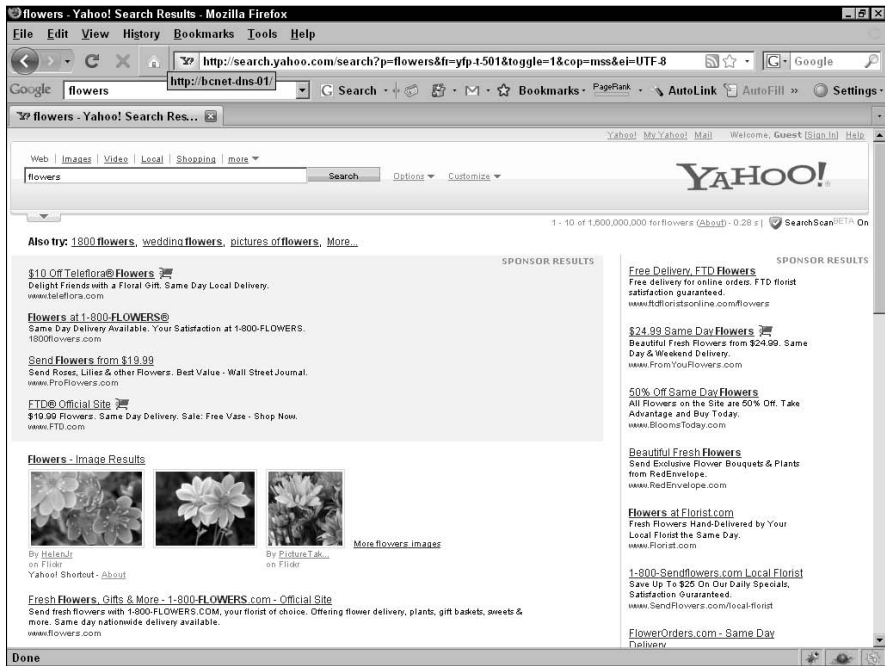 flowers - Yahoo! Search Results - Mozilla Firefox
File Edit View History Bookmarks Tools Help
http://search.yahoo.com/search?p=flowers&fr=yfp-t-501&toggle=1&cop=mss&ei=UTF-8
G Google
http://bcnet-dns-01/
Google flowers G Search Bookmarks PageRank AutoLink AutoFill » Settings
Y? flowers - Yahoo! Search Res...
Yahoo! My Yahoo! Mail Welcome, Guest [Sign In] Help
Web | Images | Video | Local | Shopping | more
flowers Search Options Customize
YAHOO!
1 - 10 of 1,600,000,000 for flowers (About) - 0.28 s | SearchScan BETA On
Also try: 1800 flowers, wedding flowers, pictures of flowers, More...
SPONSOR RESULTS
$10 Off Teleflora® Flowers
Delight Friends with a Floral Gift. Same Day Local Delivery.
www.teleflora.com
Flowers at 1-800-FLOWERS®
Same Day Delivery Available. Your Satisfaction at 1-800-FLOWERS.
1800flowers.com
Send Flowers from $19.99
Send Roses, Lilies & other Flowers. Best Value - Wall Street Journal.
www.ProFlowers.com
FTD® Official Site
$19.99 Flowers. Same Day Delivery. Sale: Free Vase - Shop Now.
www.FTD.com
Flowers - Image Results
More flowers images
By HelenJr
on Flickr
By PictureTak...
on Flickr
Yahoo! Shortcut - About
Fresh Flowers, Gifts & More - 1-800-FLOWERS.com - Official Site
Send fresh flowers with 1-800-FLOWERS.COM, your florist of choice. Offering flower delivery, plants, gift baskets, sweets &
more. Same day nationwide delivery available.
www.flowers.com
SPONSOR RESULTS
Free Delivery, FTD Flowers
Free delivery for online orders. FTD florist
satisfaction guaranteed.
www.ftdfloristsonline.com/flowers
$24.99 Same Day Flowers
Beautiful Fresh Flowers from $24.99. Same
Day & Weekend Delivery.
www.FromYouFlowers.com
50% Off Same Day Flowers
All Flowers on the Site are 50% Off. Take
Advantage and Buy Today.
www.BloomsToday.com
Beautiful Fresh Flowers
Send Exclusive Flower Bouquets & Plants
from RedEnvelope.
www.RedEnvelope.com
Flowers at Florist.com
Fresh Flowers Hand-Delivered by Your
Local Florist the Same Day.
www.Florist.com
1-800-Sendflowers.com Local Florist
Save Up To $25 On Our Daily Specials,
Satisfaction Guraranteed.
www.SendFlowers.com/local-florist
FlowerOrders.com - Same Day
Delivery
Done